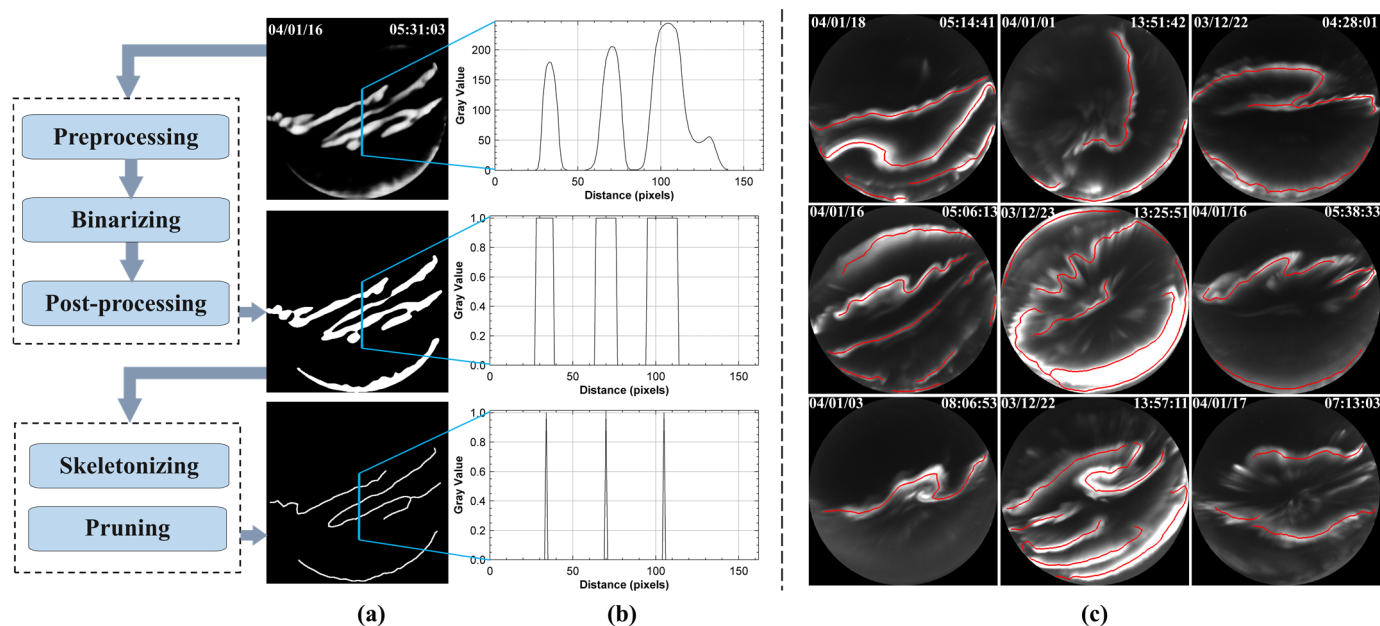 Preprocessing
Binarizing
Post-processing
Skeletonizing
Pruning
04/01/16 05:31:03
Gray Value
200
150
100
50
0
0 50 100 150
Distance (pixels)
Gray Value
1.0
0.8
0.6
0.4
0.2
0.0
0 50 100 150
Distance (pixels)
Gray Value
1.0
0.8
0.6
0.4
0.2
0.0
0 50 100 150
Distance (pixels)
04/01/18 05:14:41 04/01/01 13:51:42 03/12/22 04:28:01
04/01/16 05:06:13 03/12/23 13:25:51 04/01/16 05:38:33
04/01/03 08:06:53 03/12/22 13:57:11 04/01/17 07:13:03
(a) (b) (c)